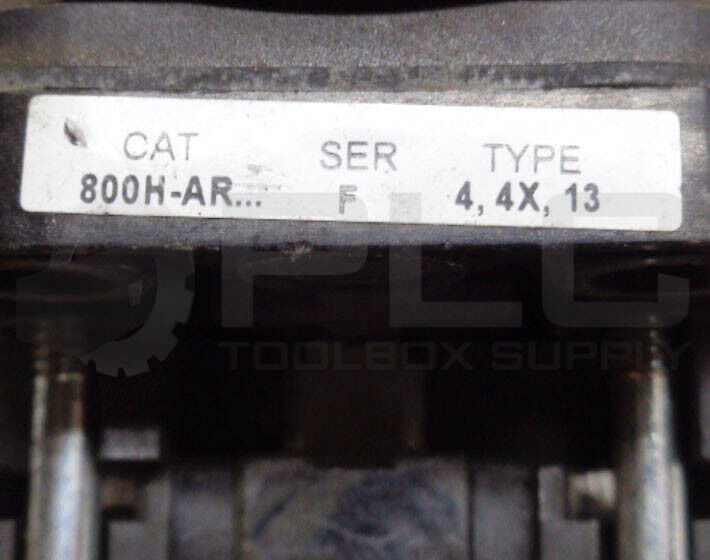 CAT SER TYPE
800H-AR... F 4, 4X, 13
PLC
TOOLBOX SUPPLY